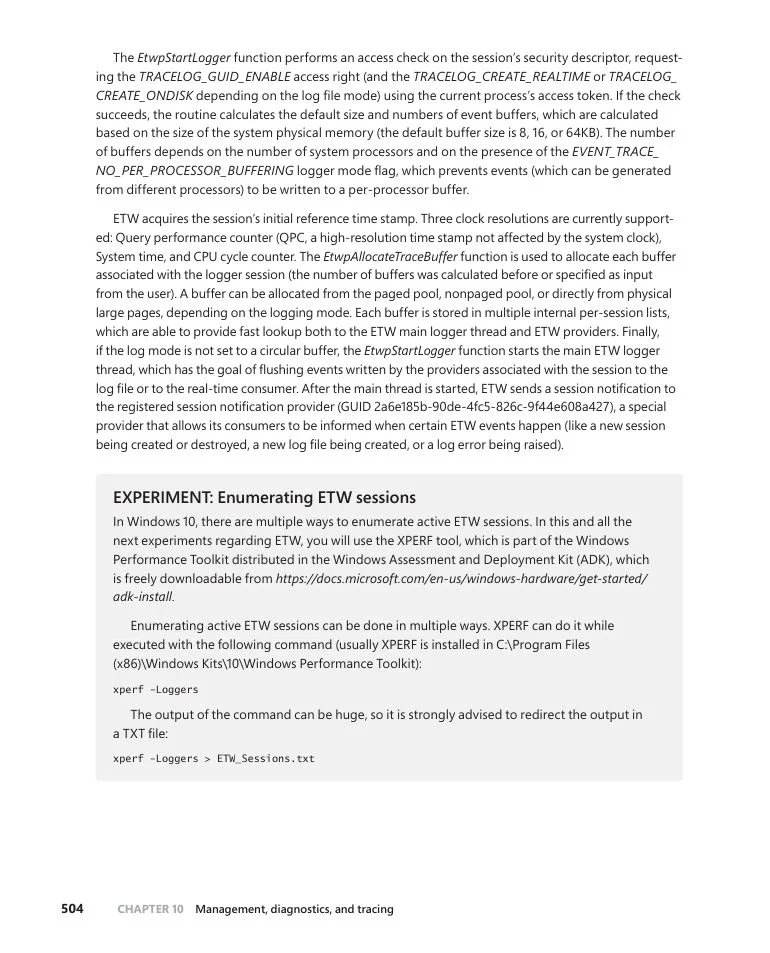 The EtwpStartLogger function performs an access check on the session’s security descriptor, request-
ing the TRACELOG_GUID_ENABLE access right (and the TRACELOG_CREATE_REALTIME or TRACELOG_
CREATE_ONDISK depending on the log file mode) using the current process’s access token. If the check
succeeds, the routine calculates the default size and numbers of event buffers, which are calculated
based on the size of the system physical memory (the default buffer size is 8, 16, or 64KB). The number
of buffers depends on the number of system processors and on the presence of the EVENT_TRACE_
NO_PER_PROCESSOR_BUFFERING logger mode flag, which prevents events (which can be generated
from different processors) to be written to a per-processor buffer.
ETW acquires the session’s initial reference time stamp. Three clock resolutions are currently support-
ed: Query performance counter (QPC, a high-resolution time stamp not affected by the system clock),
System time, and CPU cycle counter. The EtwpAllocateTraceBuffer function is used to allocate each buffer
associated with the logger session (the number of buffers was calculated before or specified as input
from the user). A buffer can be allocated from the paged pool, nonpaged pool, or directly from physical
large pages, depending on the logging mode. Each buffer is stored in multiple internal per-session lists,
which are able to provide fast lookup both to the ETW main logger thread and ETW providers. Finally,
if the log mode is not set to a circular buffer, the EtwpStartLogger function starts the main ETW logger
thread, which has the goal of flushing events written by the providers associated with the session to the
log file or to the real-time consumer. After the main thread is started, ETW sends a session notification to
the registered session notification provider (GUID 2a6e185b-90de-4fc5-826c-9f44e608a427), a special
provider that allows its consumers to be informed when certain ETW events happen (like a new session
being created or destroyed, a new log file being created, or a log error being raised).
EXPERIMENT: Enumerating ETW sessions
In Windows 10, there are multiple ways to enumerate active ETW sessions. In this and all the
next experiments regarding ETW, you will use the XPERF tool, which is part of the Windows
Performance Toolkit distributed in the Windows Assessment and Deployment Kit (ADK), which
is freely downloadable from https://docs.microsoft.com/en-us/windows-hardware/get-started/
adk-install.
Enumerating active ETW sessions can be done in multiple ways. XPERF can do it while
executed with the following command (usually XPERF is installed in C:\Program Files
(x86)\Windows Kits\10\Windows Performance Toolkit):
xperf -Loggers
The output of the command can be huge, so it is strongly advised to redirect the output in
a TXT file:
xperf -Loggers > ETW_Sessions.txt
504 CHAPTER 10 Management, diagnostics, and tracing